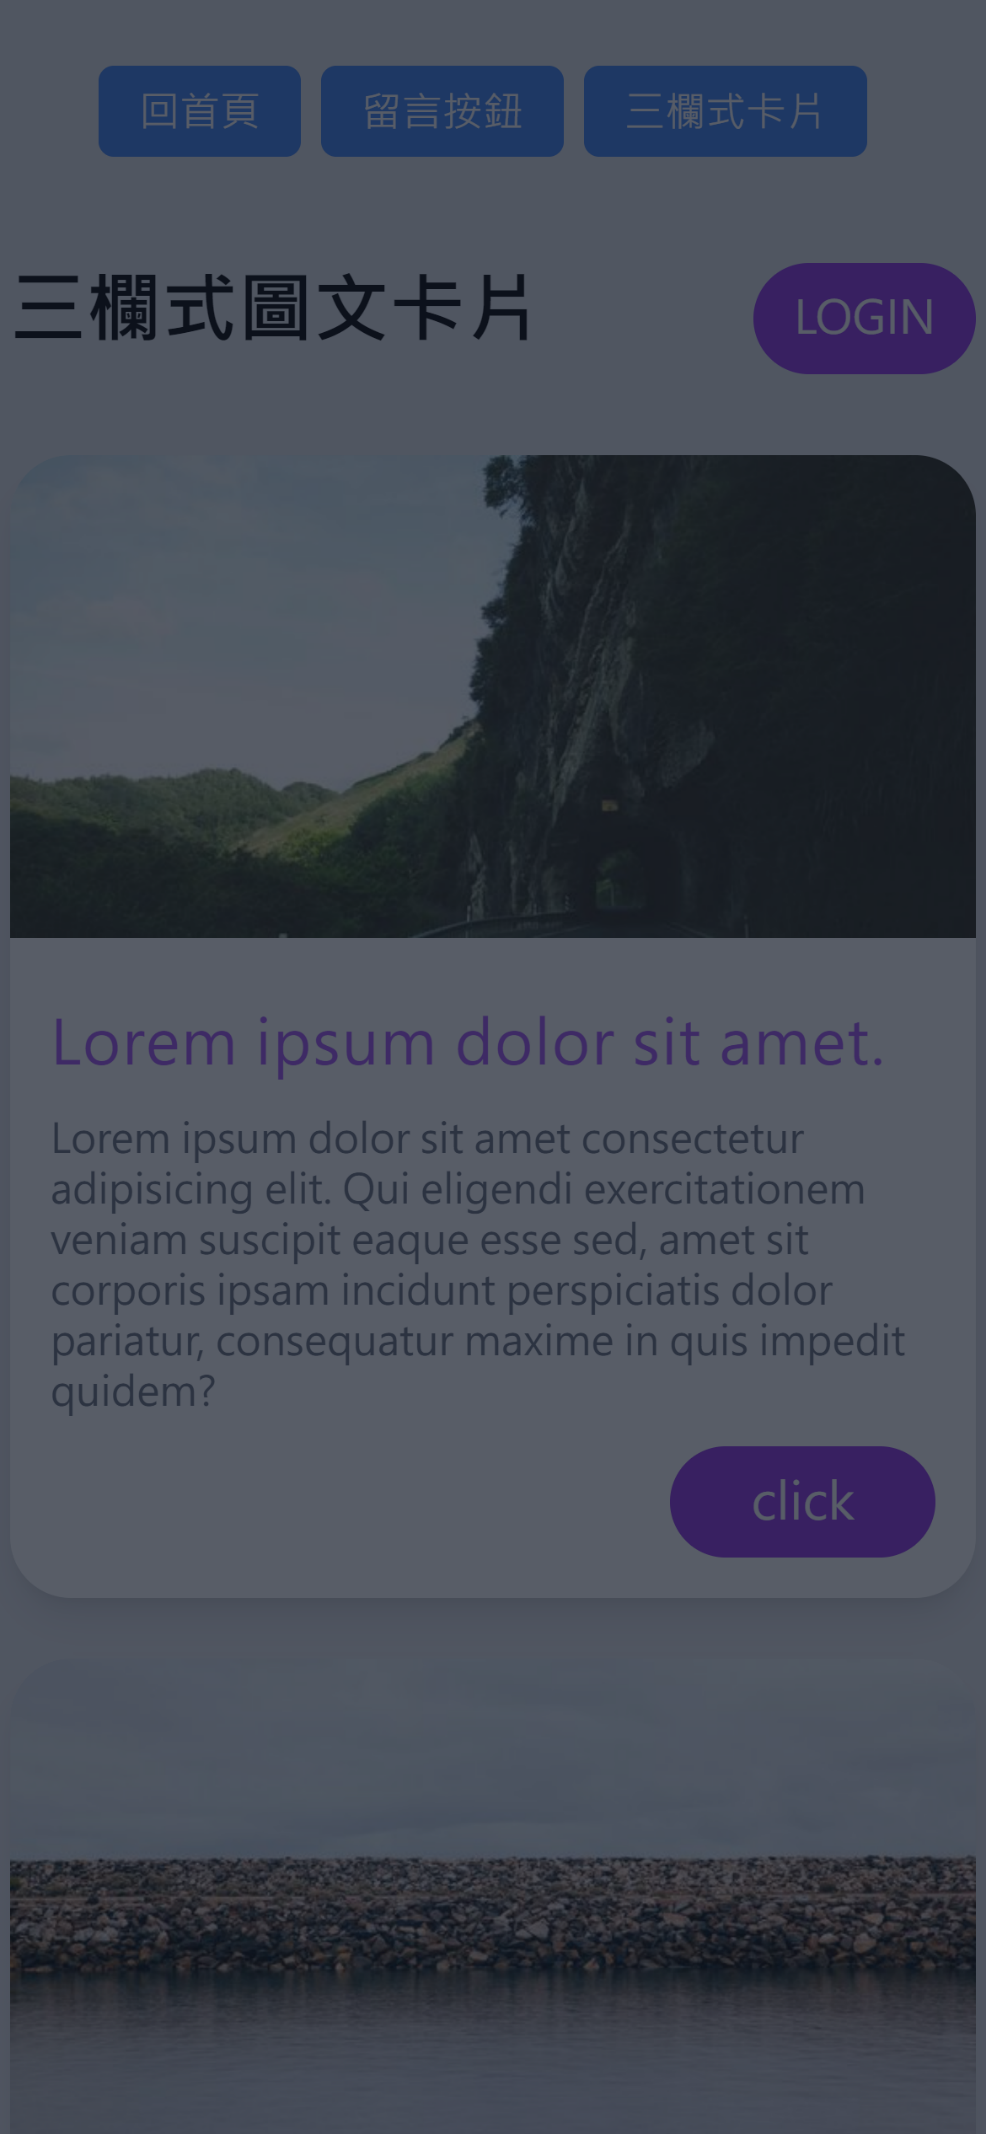 回首頁 留言按鈕 三欄式卡片
三欄式圖文卡片 LOGIN
Lorem ipsum dolor sit amet.
Lorem ipsum dolor sit amet consectetur
adipisicing elit. Qui eligendi exercitationem
veniam suscipit eaque esse sed, amet sit
corporis ipsam incidunt perspiciatis dolor
pariatur, consequatur maxime in quis impedit
quidem?
click